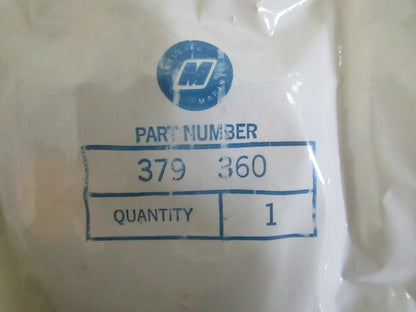 M
PART NUMBER
379 360
QUANTITY 1